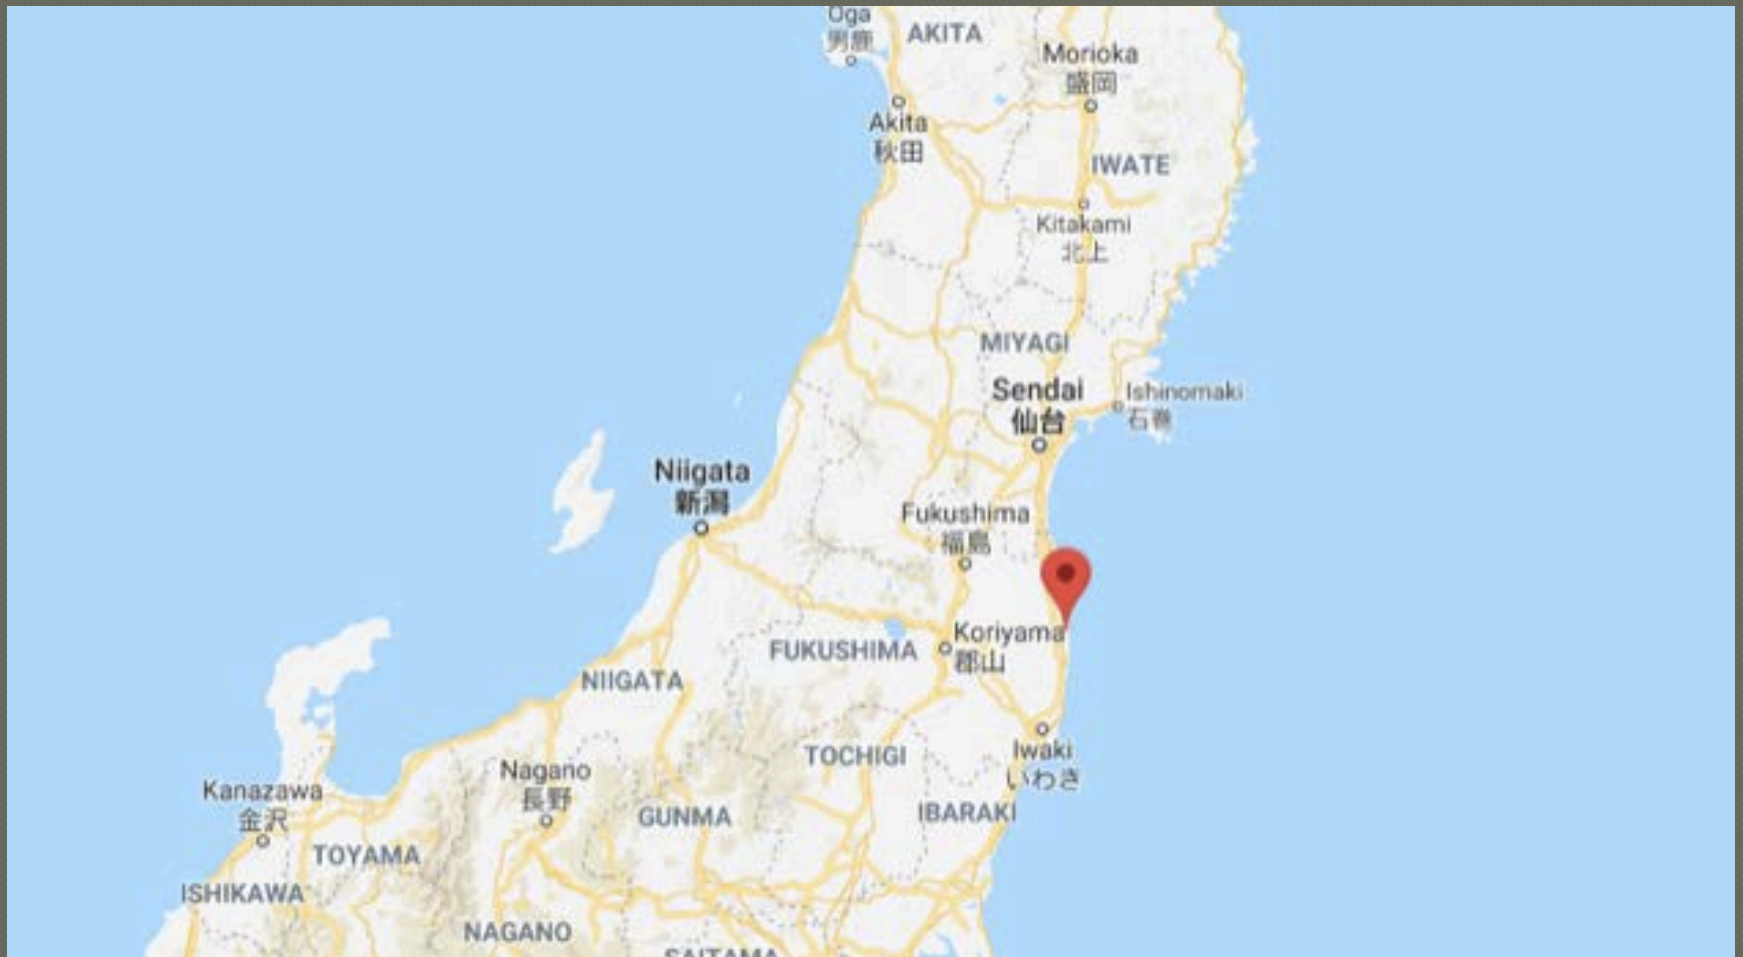 Oga
男鹿
AKITA
Morioka
盛岡
Akita
秋田
IWATE
Kitakami
北上
MIYAGI
Sendai
仙台
Ishinomaki
石巻
Niigata
新潟
Fukushima
福島
Koriyama
郡山
FUKUSHIMA
NIIGATA
Iwaki
いわき
TOCHIGI
Nagano
長野
Kanazawa
金沢
GUNMA
IBARAKI
TOYAMA
ISHIKAWA
NAGANO
SAITAMA